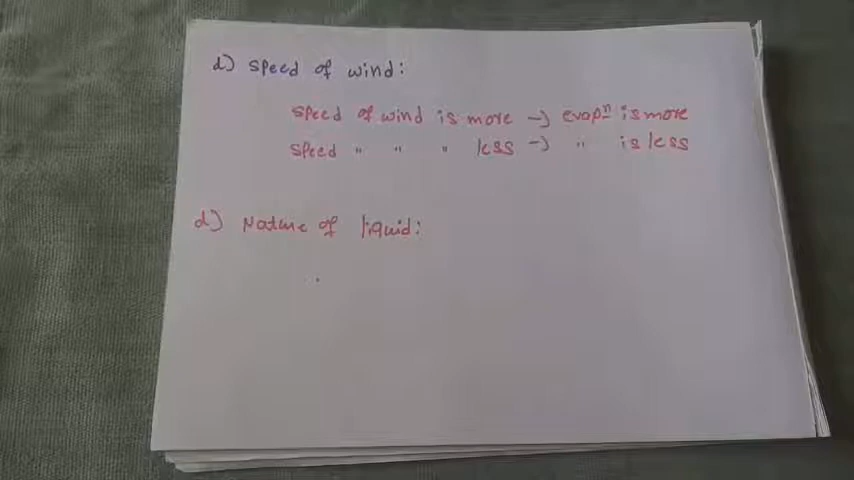 d) Speed of wind:
Speed of wind is more → evapⁿ is more
Speed " " " less → " is less
d) Nature of liquid: